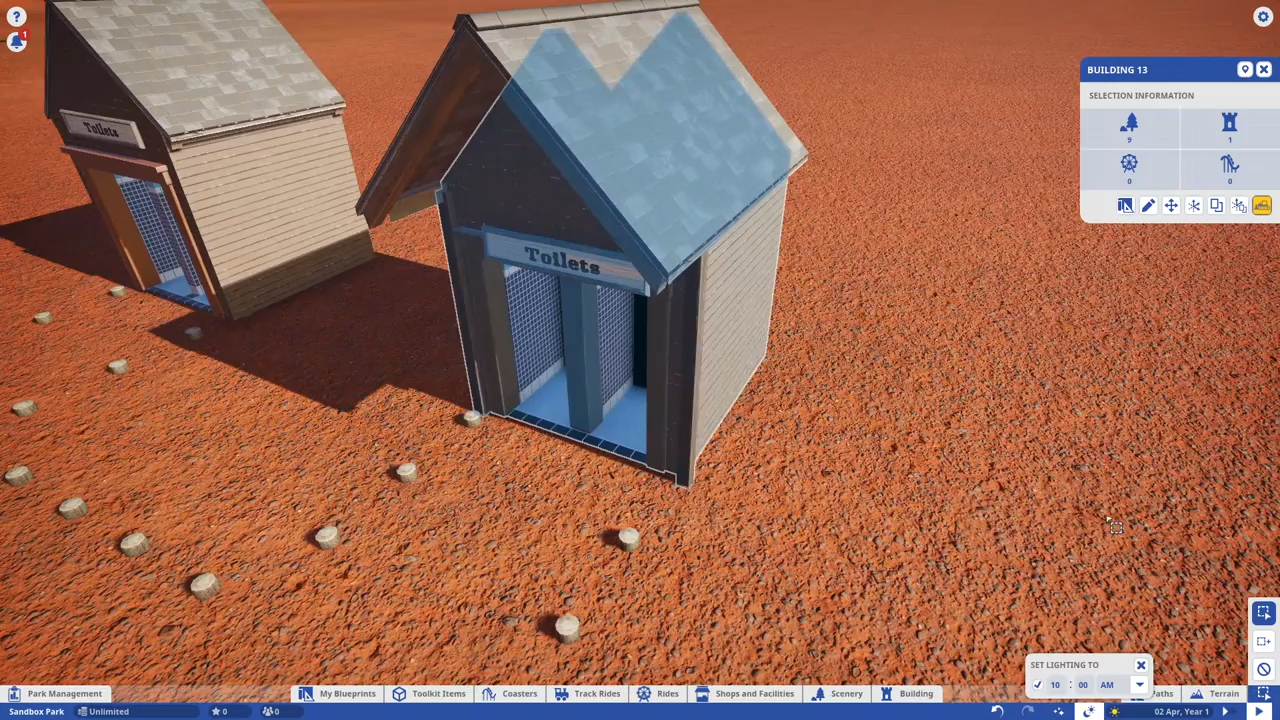 ?
1
BUILDING 13
SELECTION INFORMATION
9
1
0
0
Toilets
Toilets
SET LIGHTING TO
10 : 00 AM
Park Management
My Blueprints
Toolkit Items
Coasters
Track Rides
Rides
Shops and Facilities
Scenery
Building
Paths
Terrain
Sandbox Park
Unlimited
0
0
02 Apr, Year 1